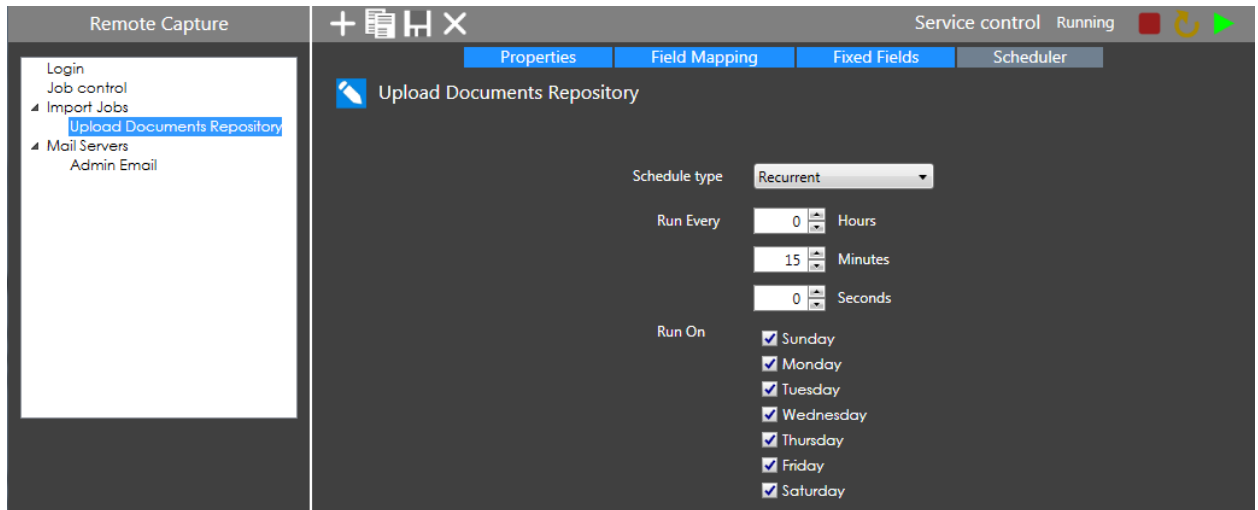 Remote Capture
Service control Running
Login
Job control
Import Jobs
Upload Documents Repository
Mail Servers
Admin Email
Properties Field Mapping Fixed Fields Scheduler
Upload Documents Repository
Schedule type Recurrent
Run Every 0 Hours
15 Minutes
0 Seconds
Run On
Sunday
Monday
Tuesday
Wednesday
Thursday
Friday
Saturday